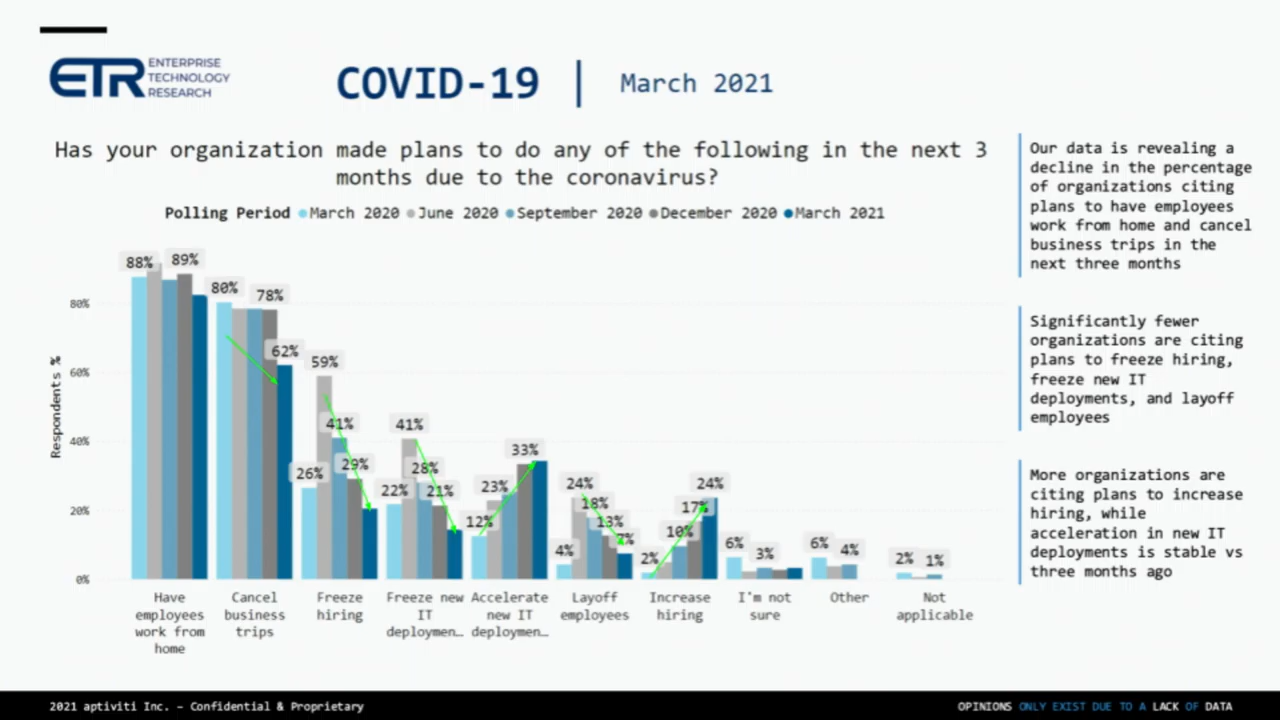 ETR ENTERPRISE
TECHNOLOGY
RESEARCH
COVID-19 | March 2021
Has your organization made plans to do any of the following in the next 3
months due to the coronavirus?
Polling Period March 2020 June 2020 September 2020 December 2020 March 2021
Respondents %
80%
60%
40%
20%
0%
88%
89%
80%
78%
62%
26%
59%
41%
29%
22%
41%
28%
21%
12%
23%
33%
4%
24%
18%
13%
7%
2%
10%
17%
24%
6%
3%
6%
4%
2%
1%
Have
employees
work from
home
Cancel
business
trips
Freeze
hiring
Freeze new
IT
deploymen…
Accelerate
new IT
deploymen…
Layoff
employees
Increase
hiring
I'm not
sure
Other
Not
applicable
Our data is revealing a
decline in the percentage
of organizations citing
plans to have employees
work from home and cancel
business trips in the
next three months
Significantly fewer
organizations are citing
plans to freeze hiring,
freeze new IT
deployments, and layoff
employees
More organizations are
citing plans to increase
hiring, while
acceleration in new IT
deployments is stable vs
three months ago
2021 aptiviti Inc. – Confidential & Proprietary
OPINIONS ONLY EXIST DUE TO A LACK OF DATA